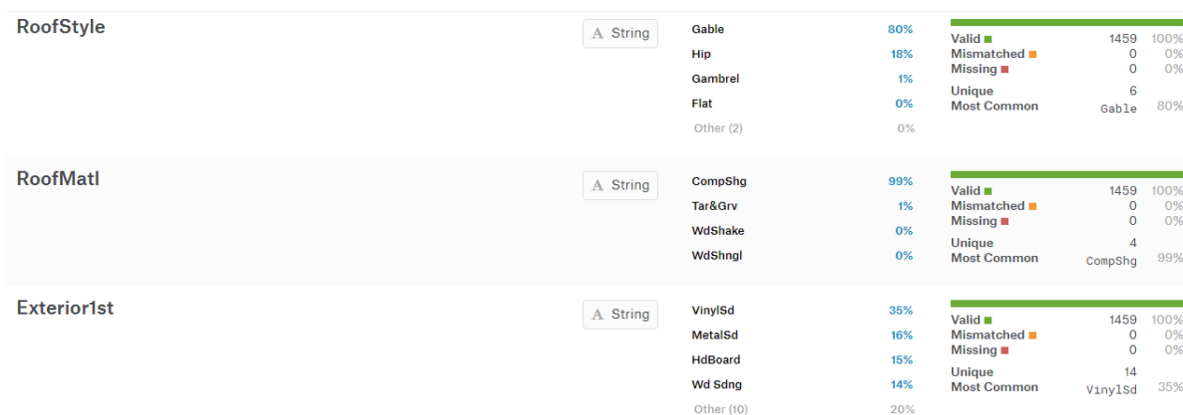 RoofStyle
A String
Gable 80%
Hip 18%
Gambrel 1%
Flat 0%
Other (2) 0%
Valid 1459 100%
Mismatched 0 0%
Missing 0 0%
Unique 6
Most Common Gable 80%
RoofMatl
A String
CompShg 99%
Tar&Grv 1%
WdShake 0%
WdShngl 0%
Valid 1459 100%
Mismatched 0 0%
Missing 0 0%
Unique 4
Most Common CompShg 99%
Exterior1st
A String
VinylSd 35%
MetalSd 16%
HdBoard 15%
Wd Sdng 14%
Other (10) 20%
Valid 1459 100%
Mismatched 0 0%
Missing 0 0%
Unique 14
Most Common VinylSd 35%